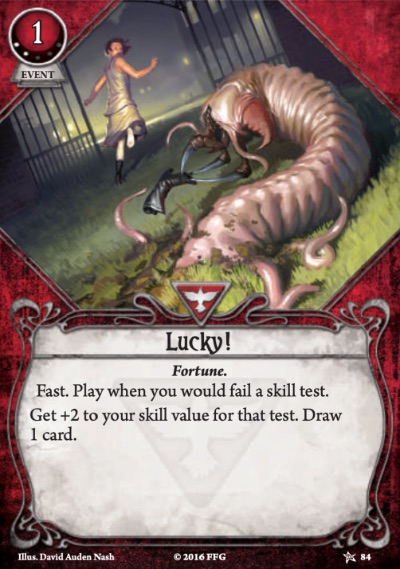 1
EVENT
Lucky!
Fortune.
Fast. Play when you would fail a skill test.
Get +2 to your skill value for that test. Draw
1 card.
Illus. David Auden Nash
© 2016 FFG
84